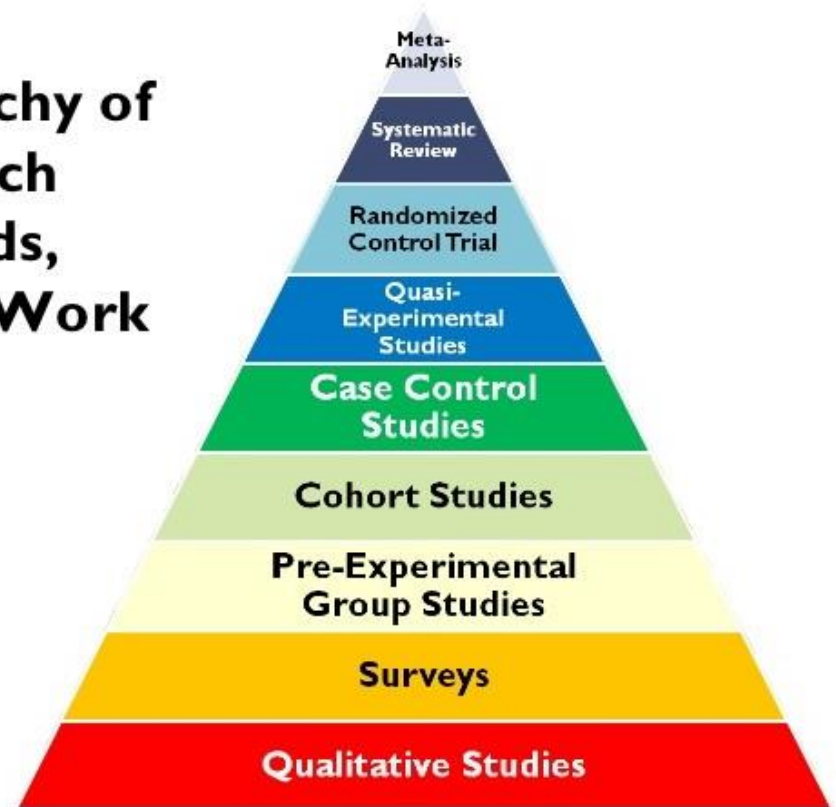 chy of
ch
ds,
Work
Meta-
Analysis
Systematic
Review
Randomized
Control Trial
Quasi-
Experimental
Studies
Case Control
Studies
Cohort Studies
Pre-Experimental
Group Studies
Surveys
Qualitative Studies